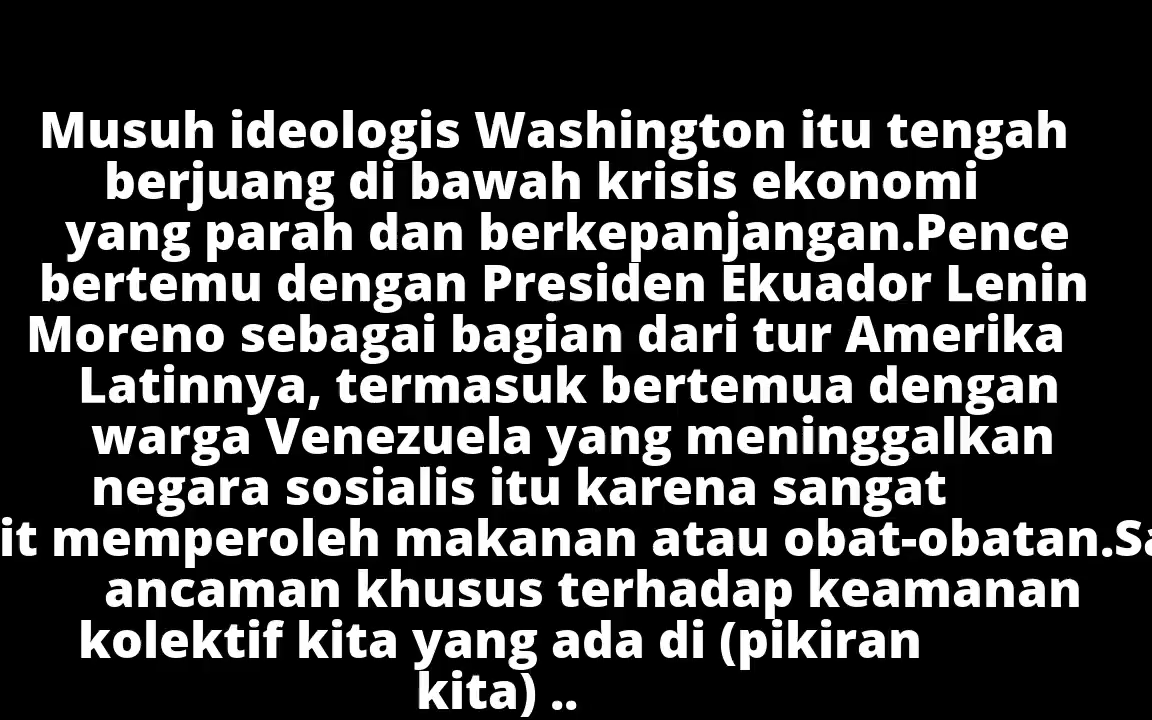 Musuh ideologis Washington itu tengah
berjuang di bawah krisis ekonomi
yang parah dan berkepanjangan.Pence
bertemu dengan Presiden Ekuador Lenin
Moreno sebagai bagian dari tur Amerika
Latinnya, termasuk bertemua dengan
warga Venezuela yang meninggalkan
negara sosialis itu karena sangat
memperoleh makanan atau obat-obatan.
ancaman khusus terhadap keamanan
kolektif kita yang ada di (pikiran
kita) ..